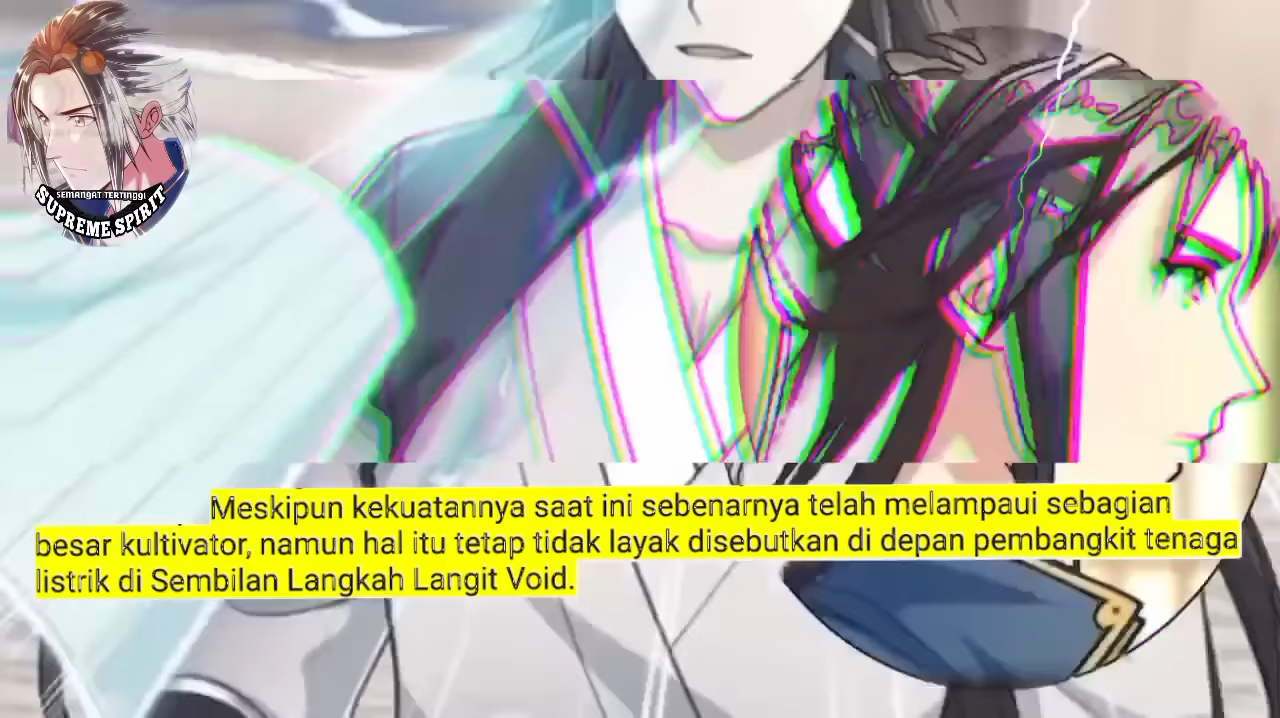 SEMANGAT TERTINGGI
SUPREME SPIRIT
Meskipun kekuatannya saat ini sebenarnya telah melampaui sebagian
besar kultivator, namun hal itu tetap tidak layak disebutkan di depan pembangkit tenaga
listrik di Sembilan Langkah Langit Void.